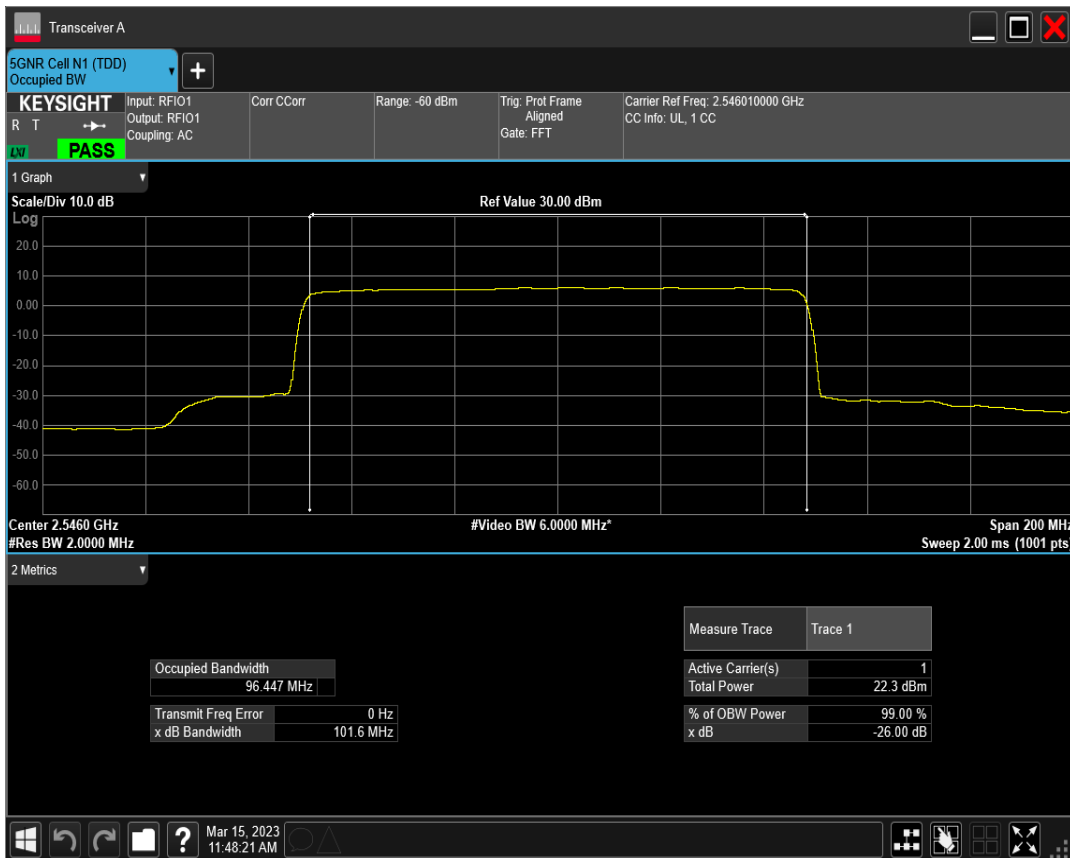 Transceiver A
5GNR Cell N1 (TDD)
Occupied BW
+
KEYSIGHT
R T
LXI
PASS
Input: RFIO1
Output: RFIO1
Coupling: AC
Corr CCorr
Range: -60 dBm
Trig: Prot Frame
Aligned
Gate: FFT
Carrier Ref Freq: 2.546010000 GHz
CC Info: UL, 1 CC
1 Graph
Scale/Div 10.0 dB
Ref Value 30.00 dBm
Log
20.0
10.0
0.00
-10.0
-20.0
-30.0
-40.0
-50.0
-60.0
Center 2.5460 GHz
#Video BW 6.0000 MHz*
Span 200 MHz
#Res BW 2.0000 MHz
Sweep 2.00 ms (1001 pts)
2 Metrics
Measure Trace Trace 1
Occupied Bandwidth
96.447 MHz
Active Carrier(s) 1
Total Power 22.3 dBm
Transmit Freq Error 0 Hz
x dB Bandwidth 101.6 MHz
% of OBW Power 99.00 %
x dB -26.00 dB
?
Mar 15, 2023
11:48:21 AM